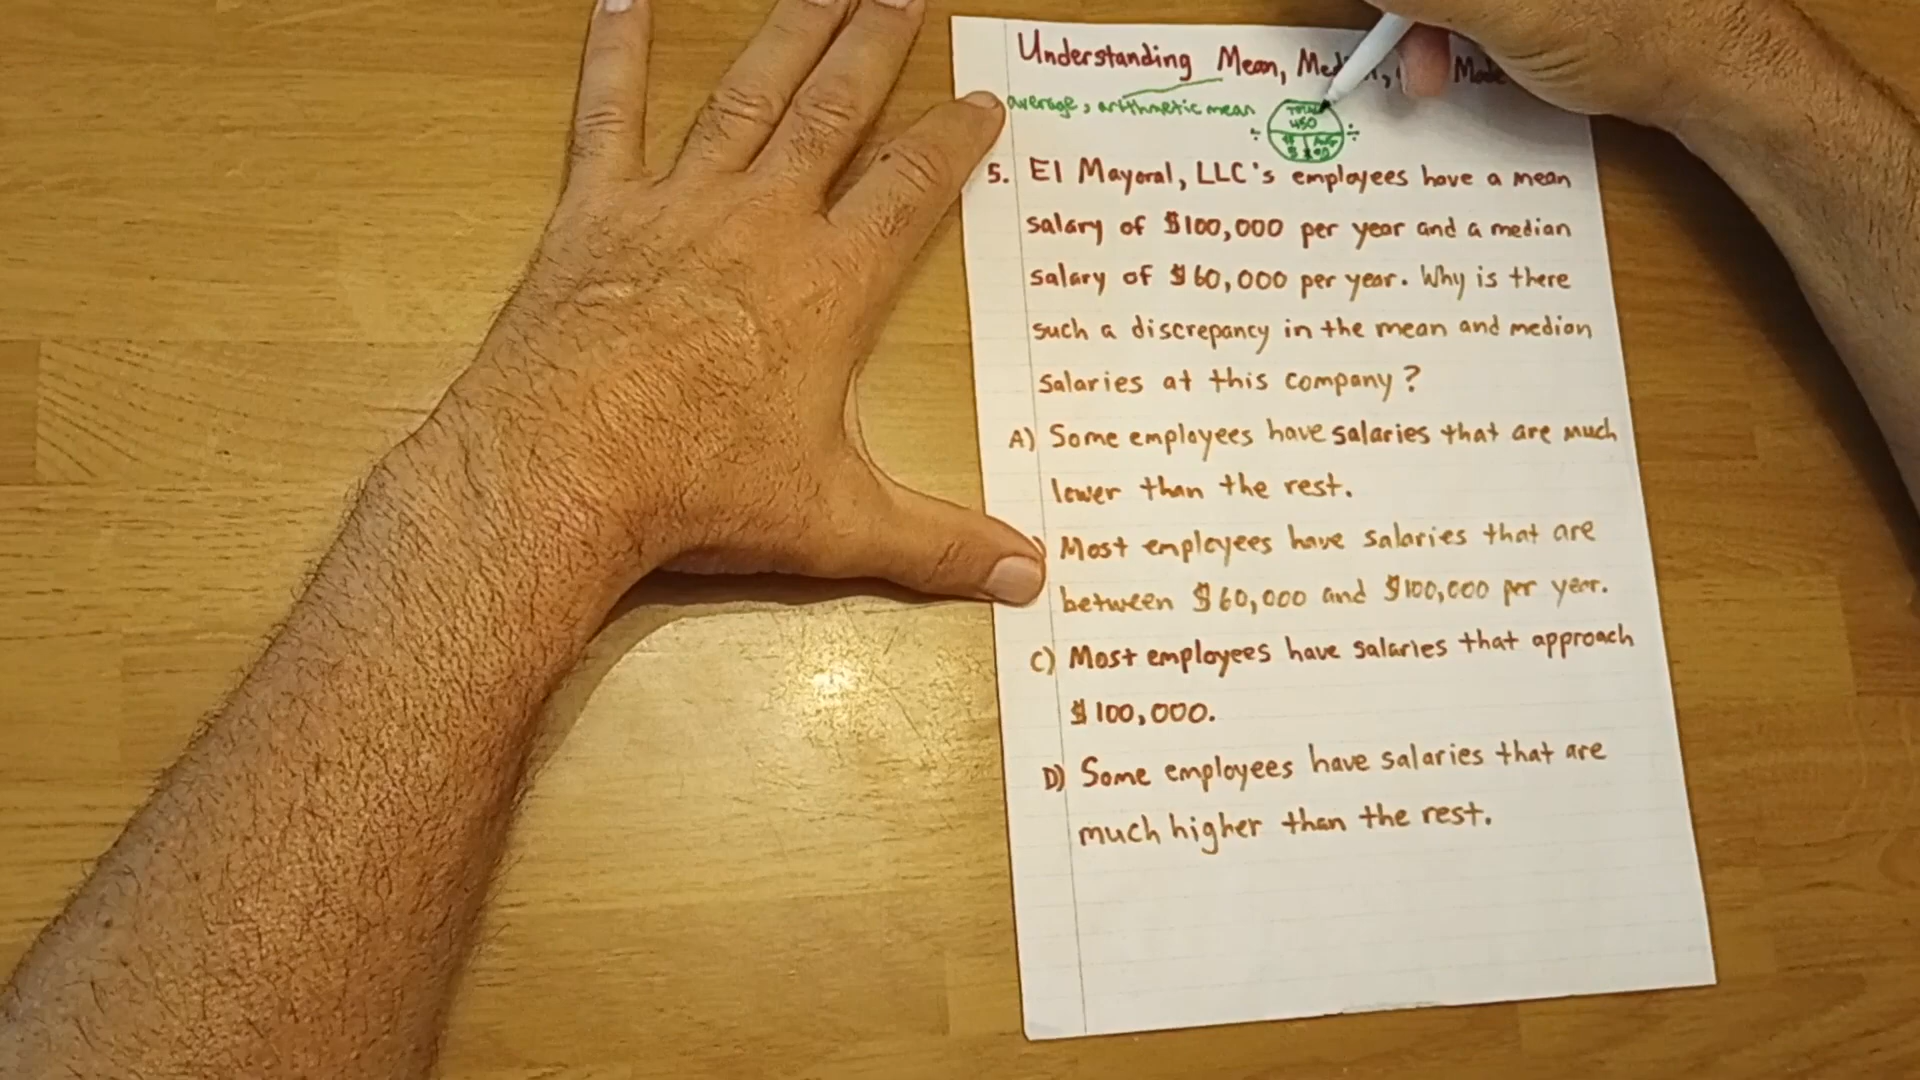 Understanding Mean,
average, arithmetic mean
TOTAL
÷ 450 ÷
5. El Mayoral, LLC's employees have a mean
salary of $100,000 per year and a median
salary of $60,000 per year. Why is there
such a discrepancy in the mean and median
salaries at this company?
A) Some employees have salaries that are much
lower than the rest.
) Most employees have salaries that are
between $60,000 and $100,000 per year.
C) Most employees have salaries that approach
$100,000.
D) Some employees have salaries that are
much higher than the rest.